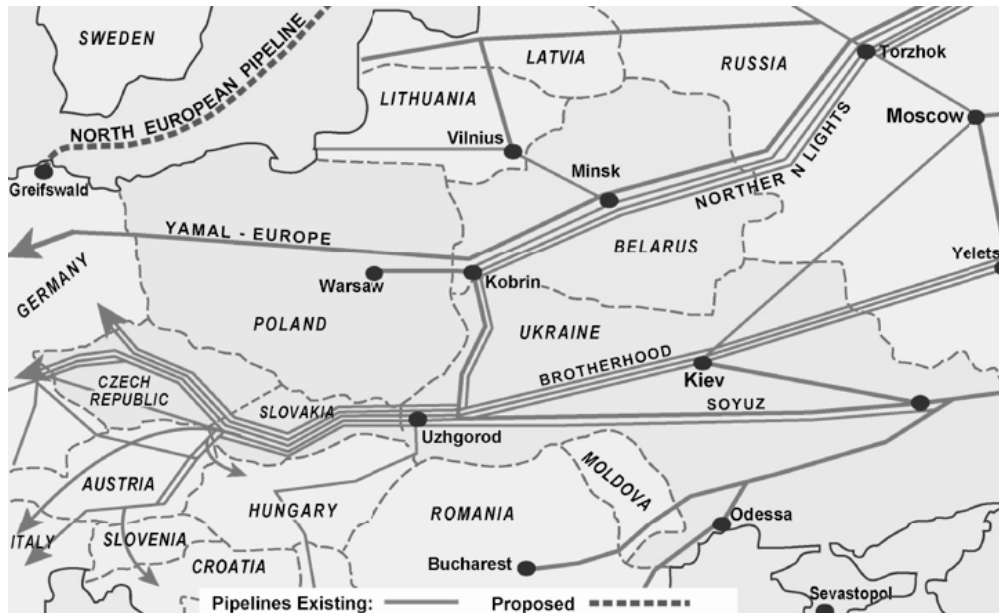 SWEDEN
NORTH EUROPEAN PIPELINE
LATVIA
RUSSIA
Torzhok
LITHUANIA
Moscow
Vilnius
Greifswald
Minsk
NORTHERN LIGHTS
YAMAL - EUROPE
BELARUS
Yelets
GERMANY
Warsaw
Kobrin
POLAND
UKRAINE
BROTHERHOOD
Kiev
CZECH
REPUBLIC
SLOVAKIA
SOYUZ
Uzhgorod
AUSTRIA
MOLDOVA
HUNGARY
ROMANIA
Odessa
ITALY
SLOVENIA
CROATIA
Bucharest
Sevastopol
Pipelines Existing:
Proposed